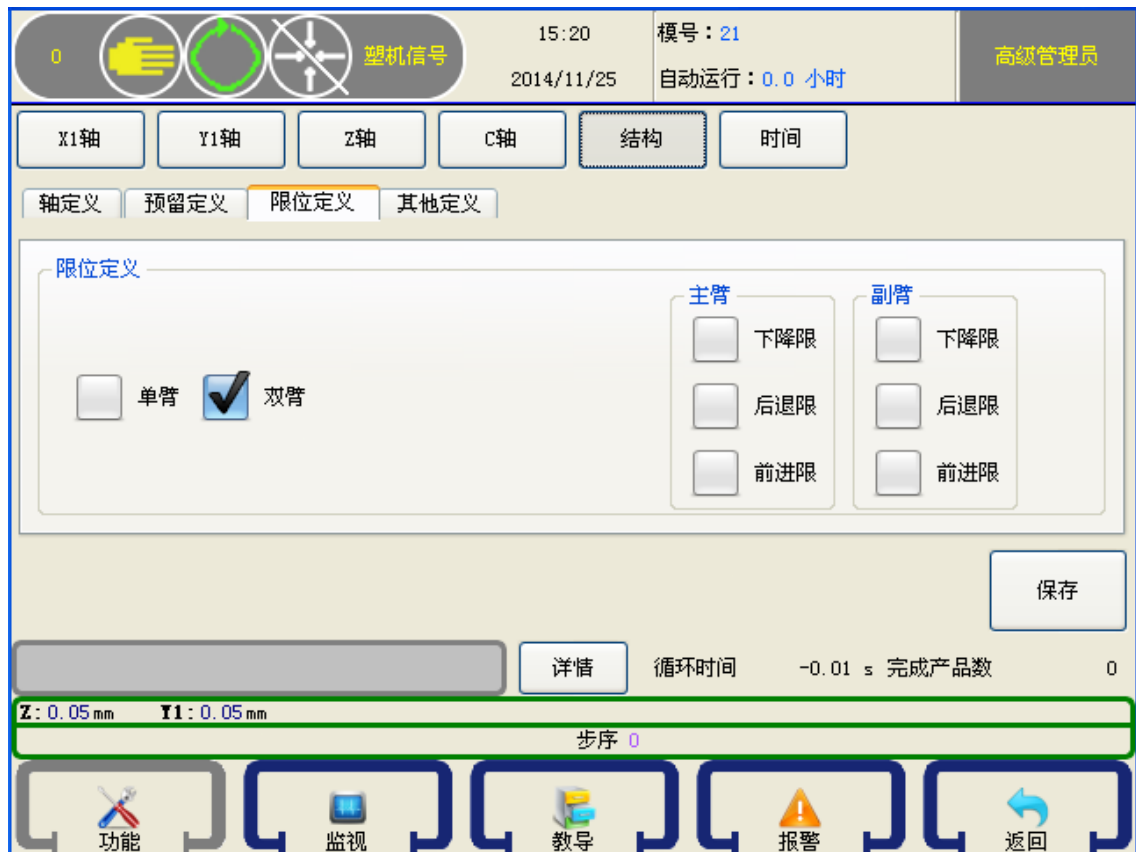 0 塑机信号 15:20 模号：21 高级管理员
2014/11/25 自动运行：0.0 小时
X1轴 Y1轴 Z轴 C轴 结构 时间
轴定义 预留定义 限位定义 其他定义
限位定义
主臂 副臂
下降限 下降限
单臂 双臂 后退限 后退限
前进限 前进限
保存
详情 循环时间 -0.01 s 完成产品数 0
Z:0.05mm Y1:0.05mm
步序 0
功能 监视 教导 报警 返回